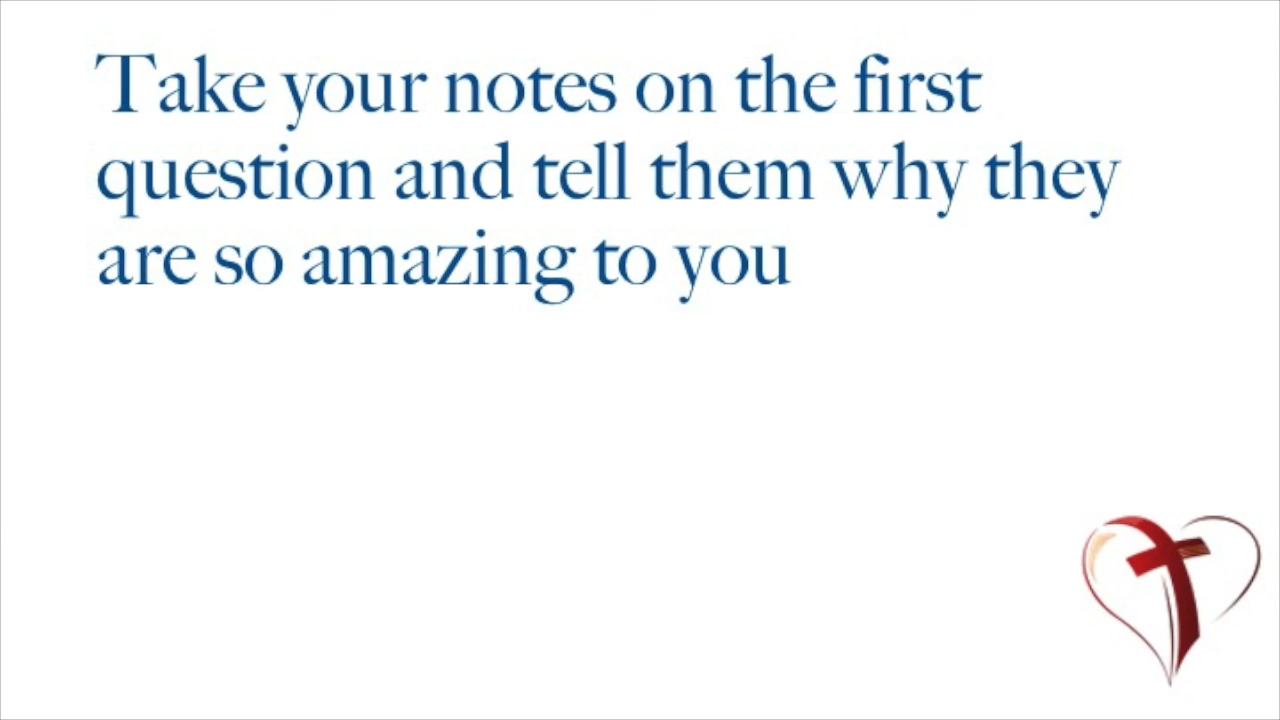 Take your notes on the first
question and tell them why they
are so amazing to you